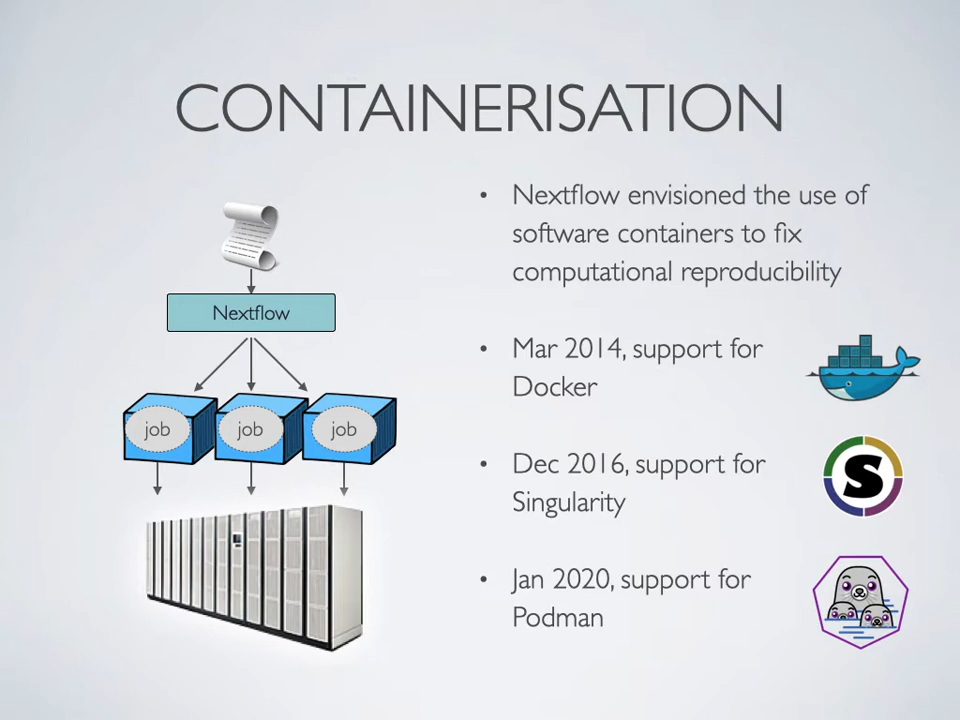 CONTAINERISATION
Nextflow
job
job
job
• Nextflow envisioned the use of
software containers to fix
computational reproducibility
• Mar 2014, support for
Docker
• Dec 2016, support for
Singularity
S
• Jan 2020, support for
Podman